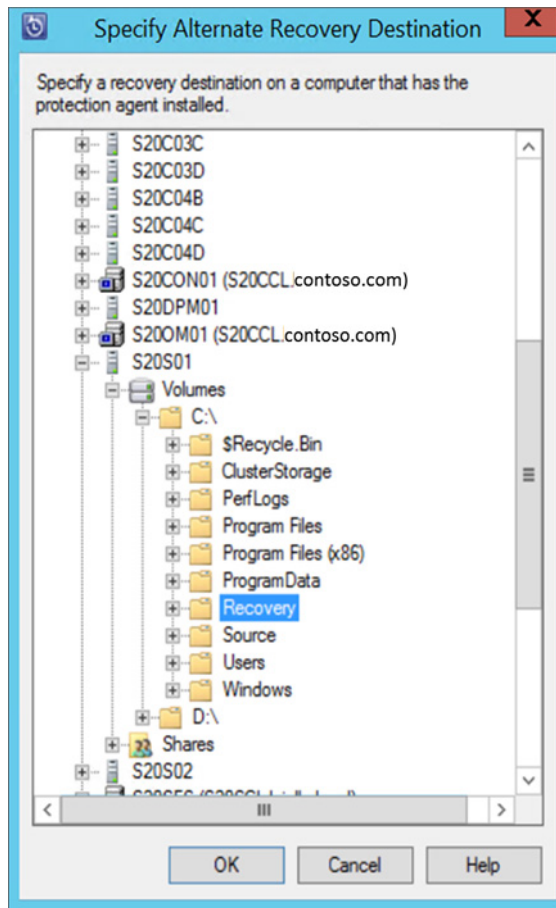 Specify Alternate Recovery Destination
X
Specify a recovery destination on a computer that has the
protection agent installed.
S20C03C
S20C03D
S20C04B
S20C04C
S20C04D
S20CON01 (S20CCL.contoso.com)
S20DPM01
S20OM01 (S20CCL.contoso.com)
S20S01
Volumes
C:\
$Recycle.Bin
ClusterStorage
PerfLogs
Program Files
Program Files (x86)
ProgramData
Recovery
Source
Users
Windows
D:\
Shares
S20S02
OK
Cancel
Help